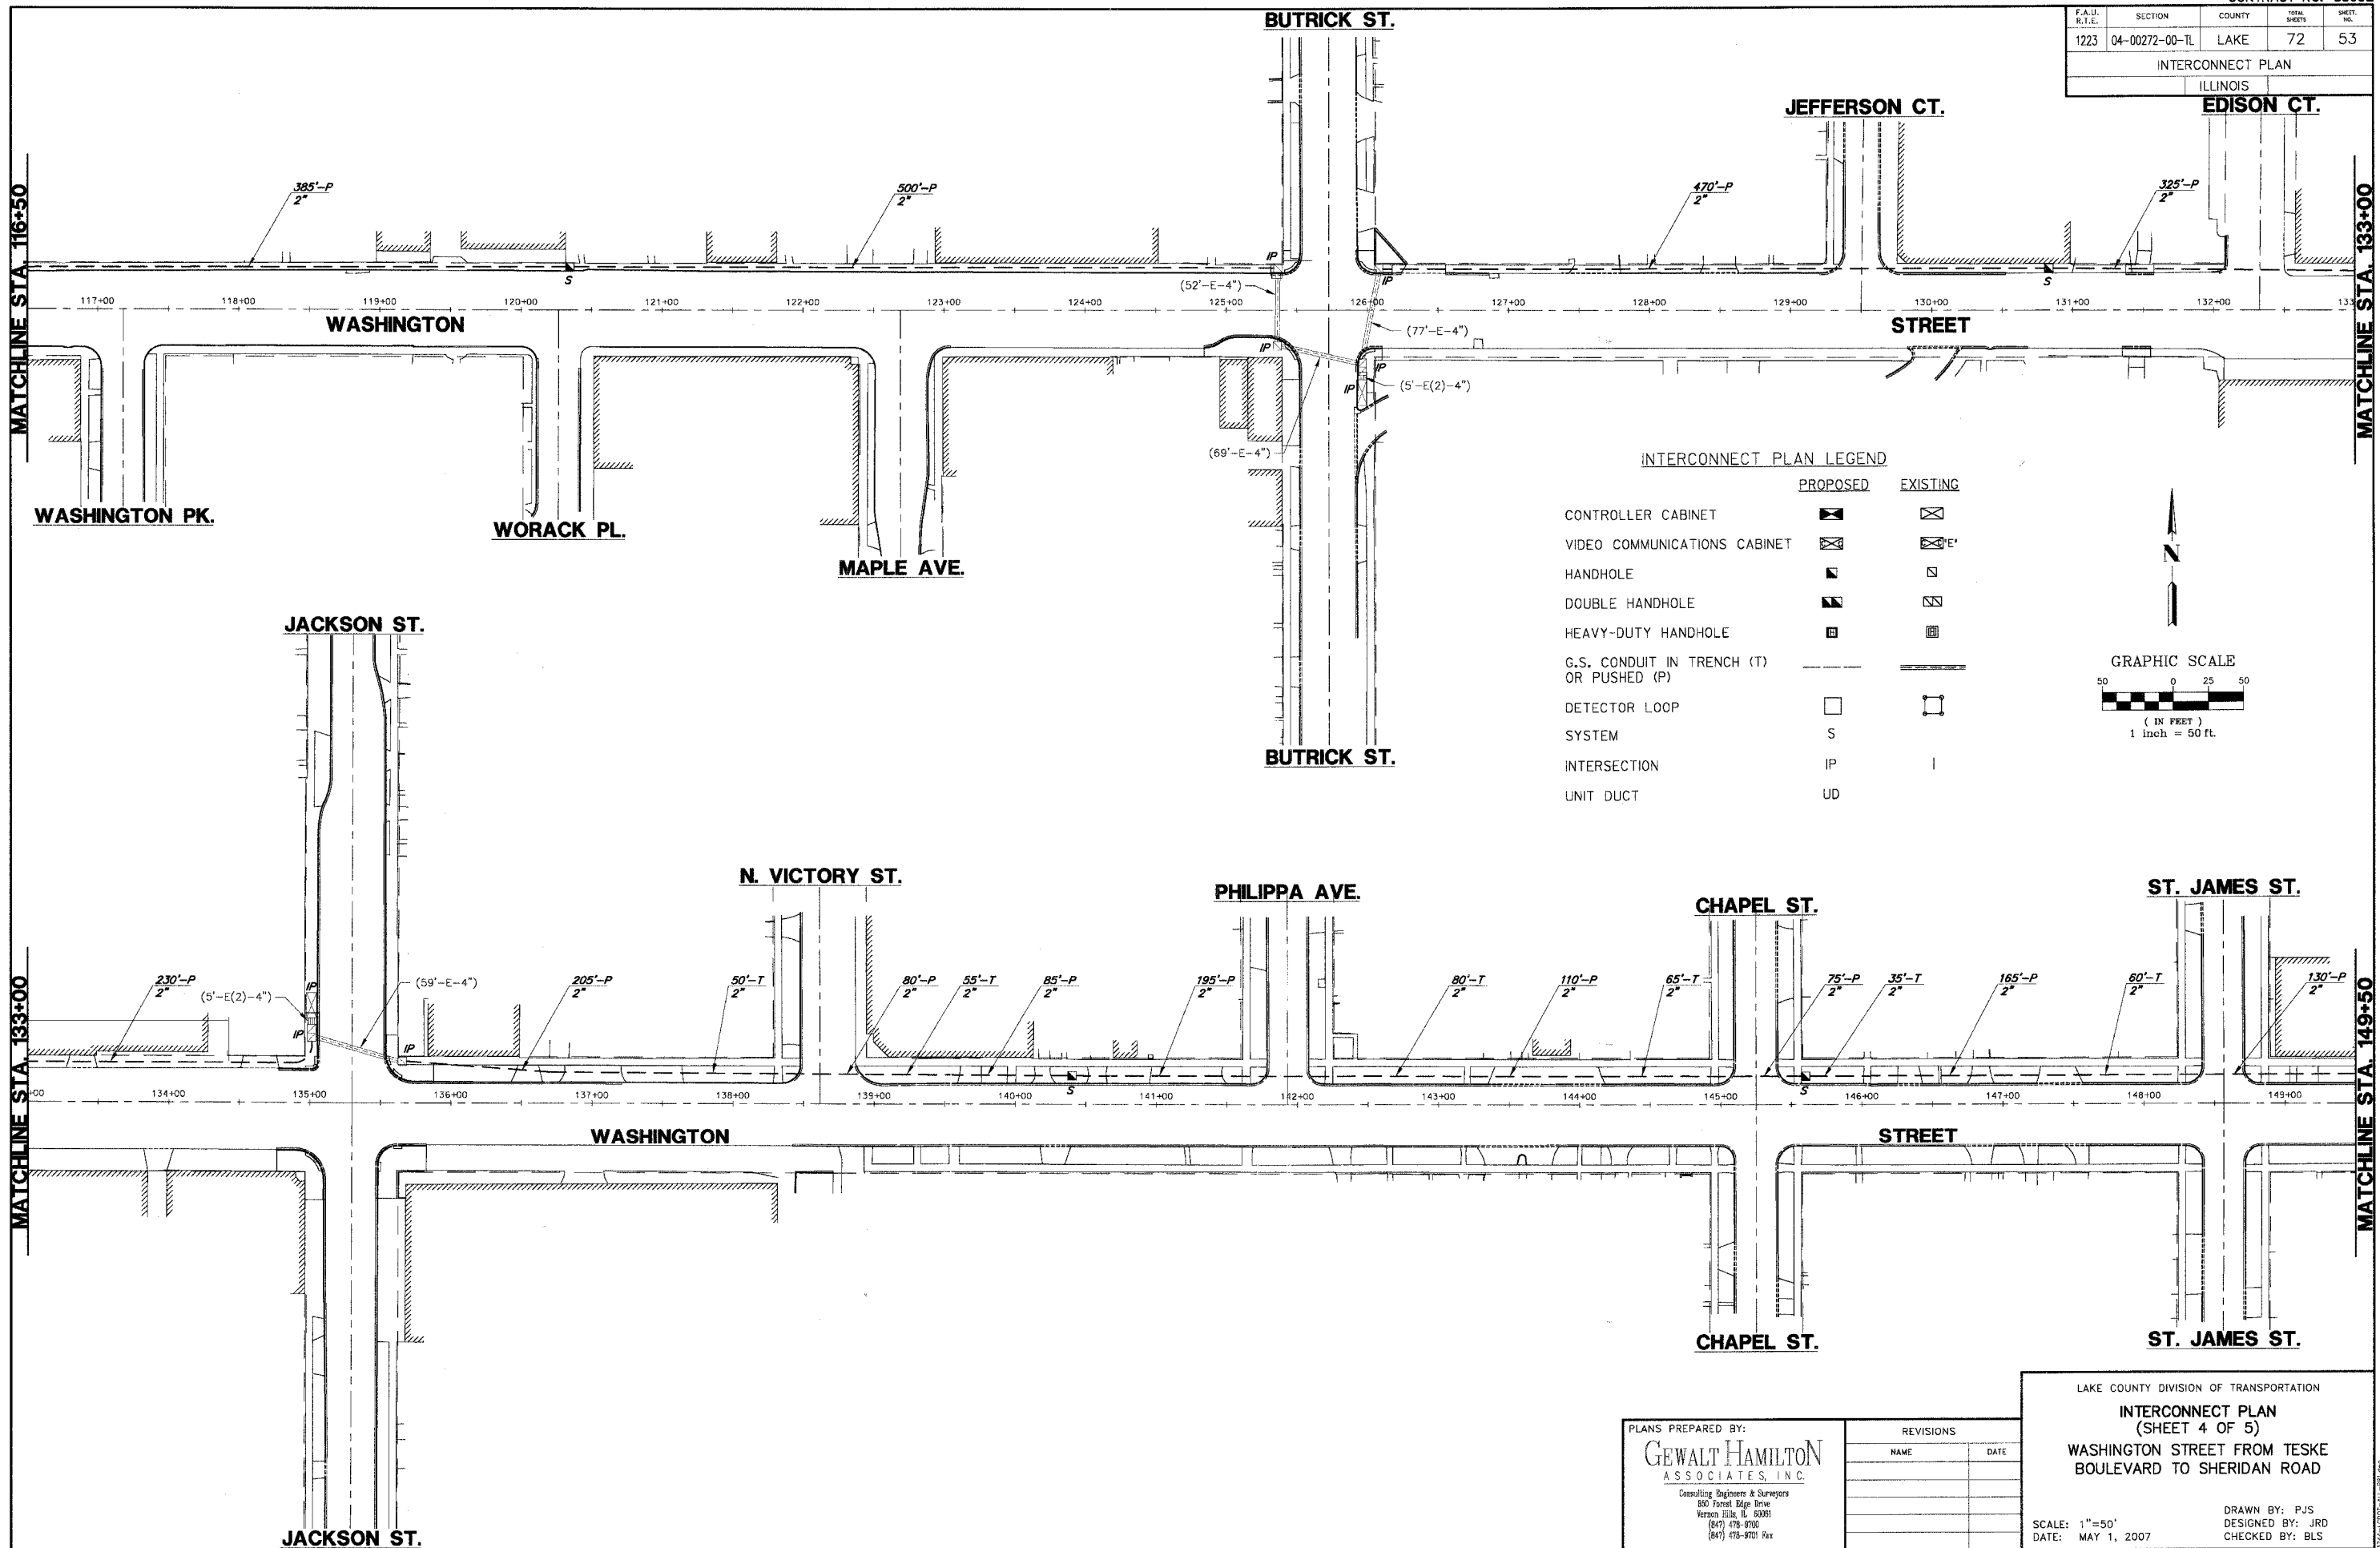 F.A.U. R.T.E. SECTION COUNTY TOTAL SHEETS SHEET. NO.
1223 04-00272-00-TL LAKE 72 53
INTERCONNECT PLAN
ILLINOIS
BUTRICK ST.
JEFFERSON CT.
EDISON CT.
MATCHLINE STA. 116+50
385'-P
2"
500'-P
2"
470'-P
2"
325'-P
2"
MATCHLINE STA. 133+00
S
IP
IP
S
(52'-E-4")
117+00 118+00 119+00 120+00 121+00 122+00 123+00 124+00 125+00 126+00 127+00 128+00 129+00 130+00 131+00 132+00 133
WASHINGTON
STREET
(77'-E-4")
IP
IP
IP
(5'-E(2)-4")
(69'-E-4")
WASHINGTON PK.
WORACK PL.
MAPLE AVE.
BUTRICK ST.
INTERCONNECT PLAN LEGEND
PROPOSED EXISTING
CONTROLLER CABINET
VIDEO COMMUNICATIONS CABINET "E"
HANDHOLE
DOUBLE HANDHOLE
HEAVY-DUTY HANDHOLE
G.S. CONDUIT IN TRENCH (T)
OR PUSHED (P)
DETECTOR LOOP
SYSTEM S
INTERSECTION IP I
UNIT DUCT UD
N
GRAPHIC SCALE
50 0 25 50
( IN FEET )
1 inch = 50 ft.
JACKSON ST.
N. VICTORY ST.
PHILIPPA AVE.
CHAPEL ST.
ST. JAMES ST.
MATCHLINE STA. 133+00
230'-P
2"
(5'-E(2)-4")
IP
IP
(59'-E-4")
IP
205'-P
2"
50'-T
2"
80'-P
2"
55'-T
2"
85'-P
2"
195'-P
2"
80'-T
2"
110'-P
2"
65'-T
2"
75'-P
2"
35'-T
2"
165'-P
2"
60'-T
2"
130'-P
2"
MATCHLINE STA. 149+50
S
S
+00 134+00 135+00 136+00 137+00 138+00 139+00 140+00 141+00 142+00 143+00 144+00 145+00 146+00 147+00 148+00 149+00
WASHINGTON
STREET
JACKSON ST.
CHAPEL ST.
ST. JAMES ST.
PLANS PREPARED BY:
GEWALT HAMILTON
ASSOCIATES, INC.
Consulting Engineers & Surveyors
850 Forest Edge Drive
Vernon Hills, IL 60061
(847) 478-9700
(847) 478-9701 Fax
REVISIONS
NAME DATE
LAKE COUNTY DIVISION OF TRANSPORTATION
INTERCONNECT PLAN
(SHEET 4 OF 5)
WASHINGTON STREET FROM TESKE
BOULEVARD TO SHERIDAN ROAD
SCALE: 1"=50'
DATE: MAY 1, 2007
DRAWN BY: PJS
DESIGNED BY: JRD
CHECKED BY: BLS